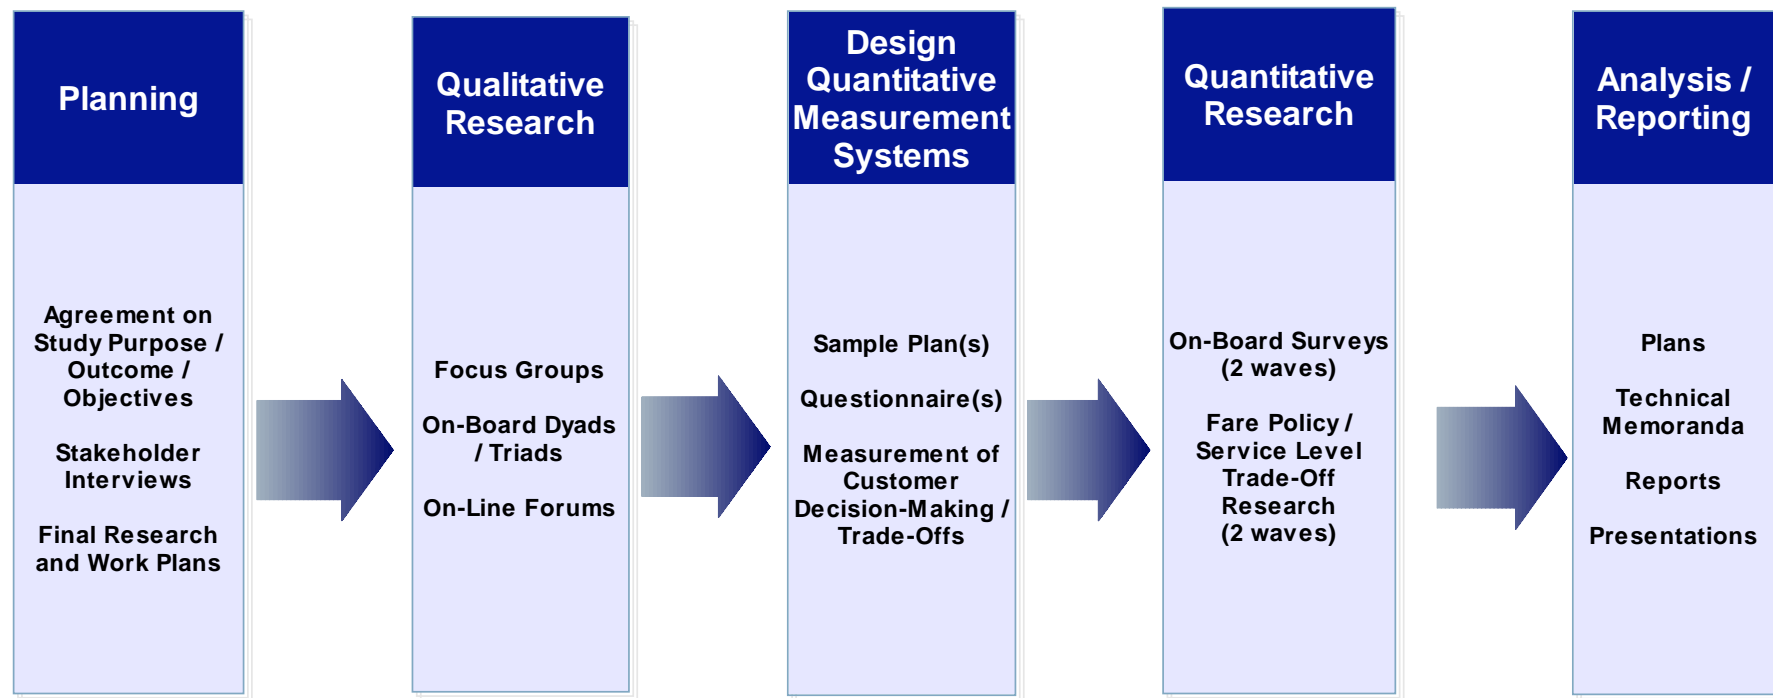 Planning
Agreement on
Study Purpose /
Outcome /
Objectives
Stakeholder
Interviews
Final Research
and Work Plans
Qualitative
Research
Focus Groups
On-Board Dyads
/ Triads
On-Line Forums
Design
Quantitative
Measurement
Systems
Sample Plan(s)
Questionnaire(s)
Measurement of
Customer
Decision-Making /
Trade-Offs
Quantitative
Research
On-Board Surveys
(2 waves)
Fare Policy /
Service Level
Trade-Off
Research
(2 waves)
Analysis /
Reporting
Plans
Technical
Memoranda
Reports
Presentations